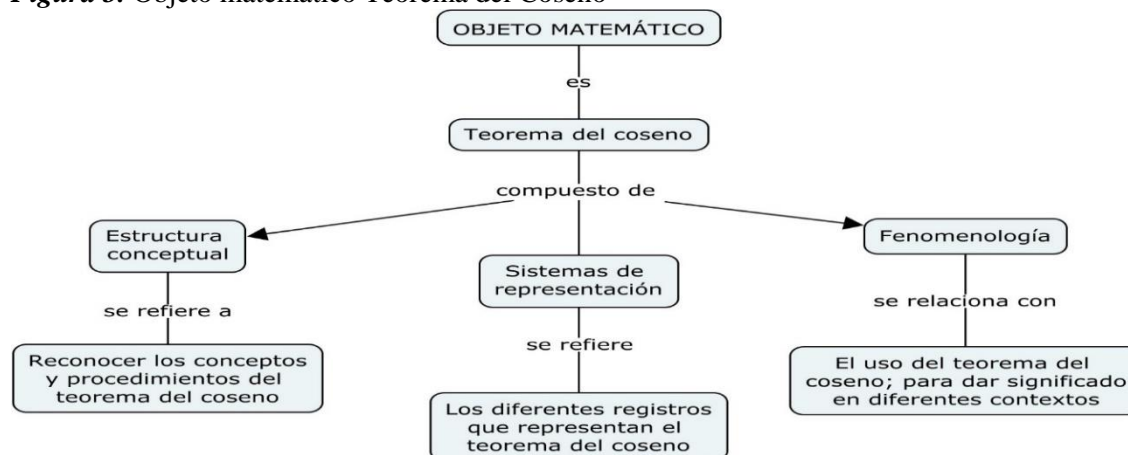 Figura 3. Objeto matemático Teorema del Coseno
OBJETO MATEMÁTICO
es
Teorema del coseno
compuesto de
Estructura
conceptual
se refiere a
Reconocer los conceptos
y procedimientos del
teorema del coseno
Sistemas de
representación
se refiere
Los diferentes registros
que representan el
teorema del coseno
Fenomenología
se relaciona con
El uso del teorema del
coseno; para dar significado
en diferentes contextos